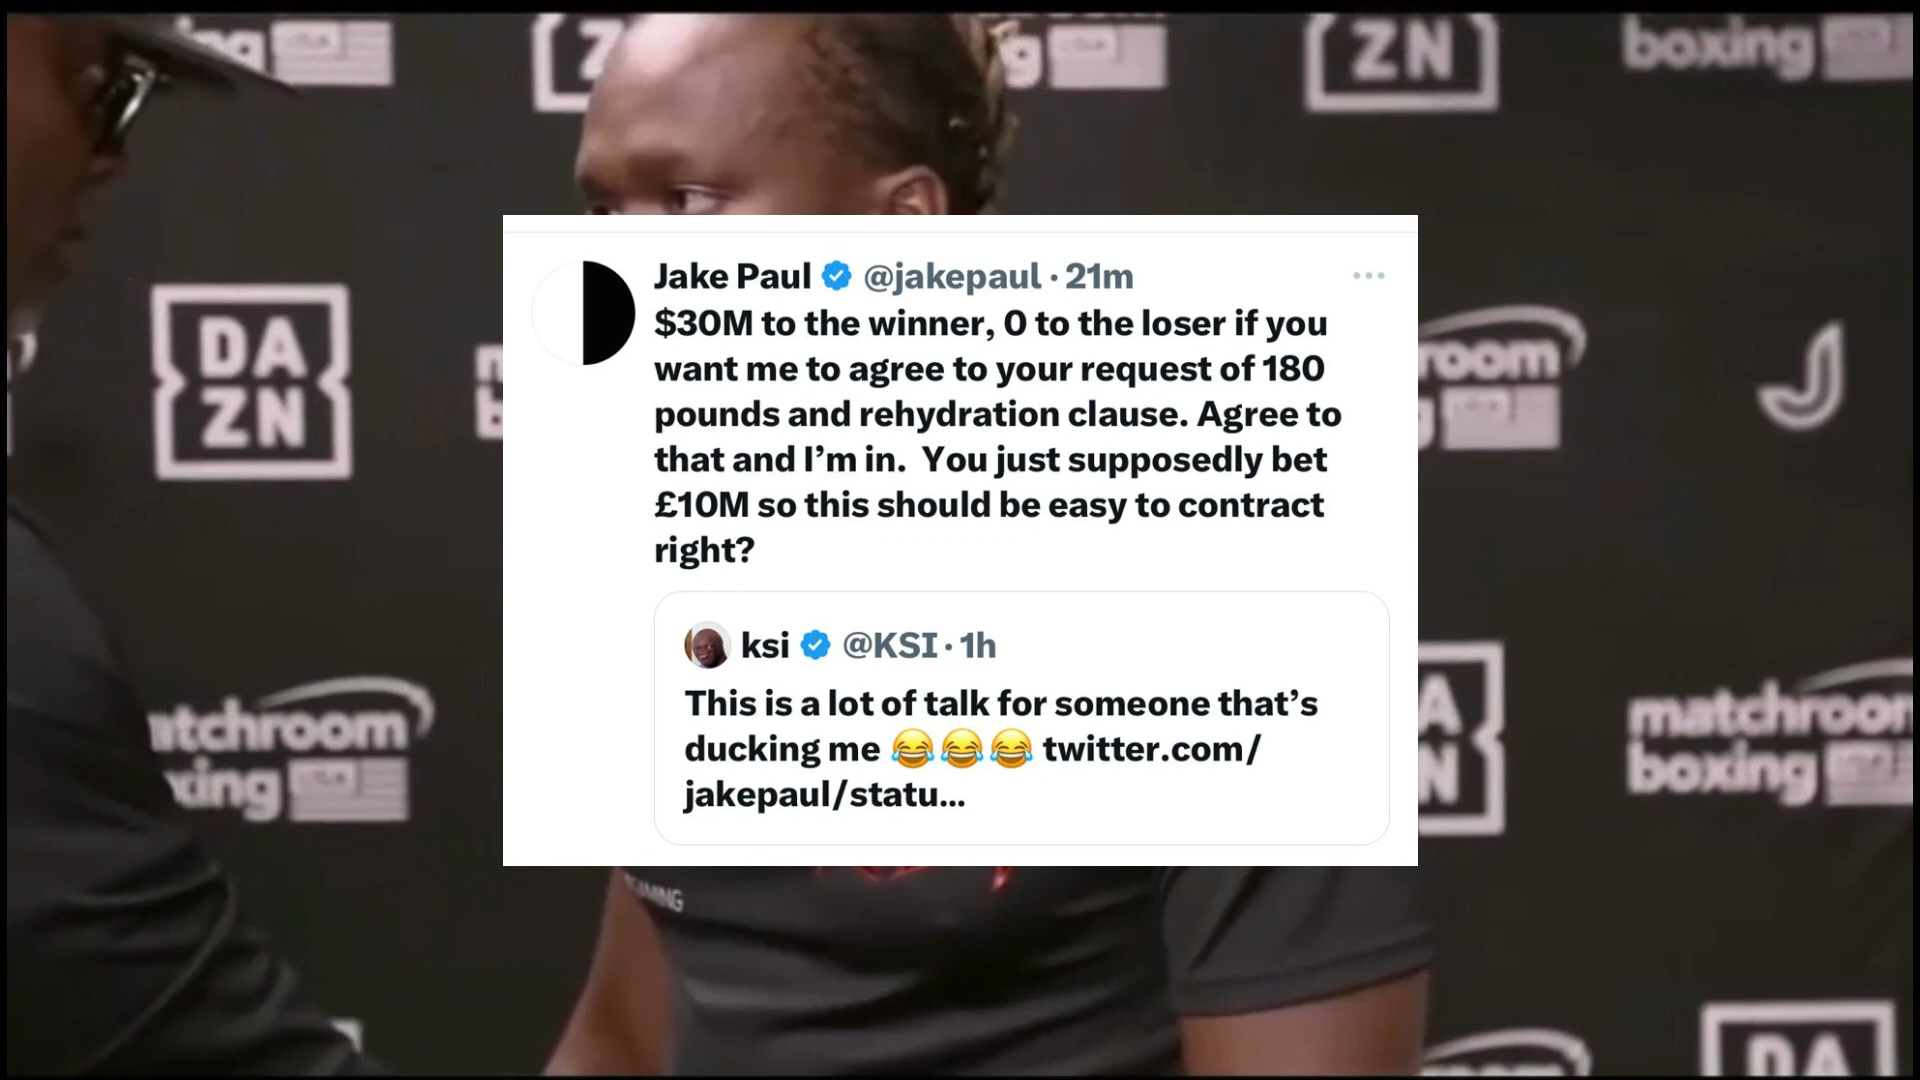 ZN
ZN
boxing
DA
ZN
room
matchroom
boxing
DA
Jake Paul @jakepaul · 21m
$30M to the winner, 0 to the loser if you
want me to agree to your request of 180
pounds and rehydration clause. Agree to
that and I’m in.  You just supposedly bet
£10M so this should be easy to contract
right?
ksi @KSI · 1h
This is a lot of talk for someone that’s
ducking me 😂😂😂 twitter.com/
jakepaul/statu...